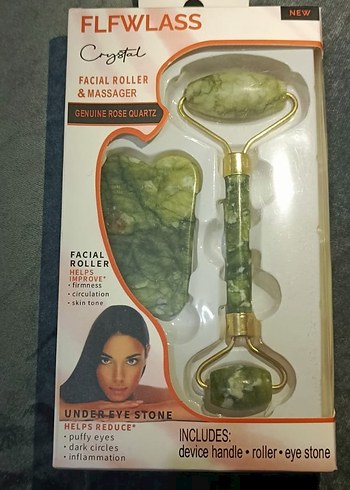 FLFWLASS
NEW
Crystal
FACIAL ROLLER
& MASSAGER
GENUINE ROSE QUARTZ
FACIAL
ROLLER
HELPS
IMPROVE*
• firmness
• circulation
• skin tone
UNDER EYE STONE
HELPS REDUCE*
• puffy eyes
• dark circles
• inflammation
INCLUDES:
device handle • roller • eye stone